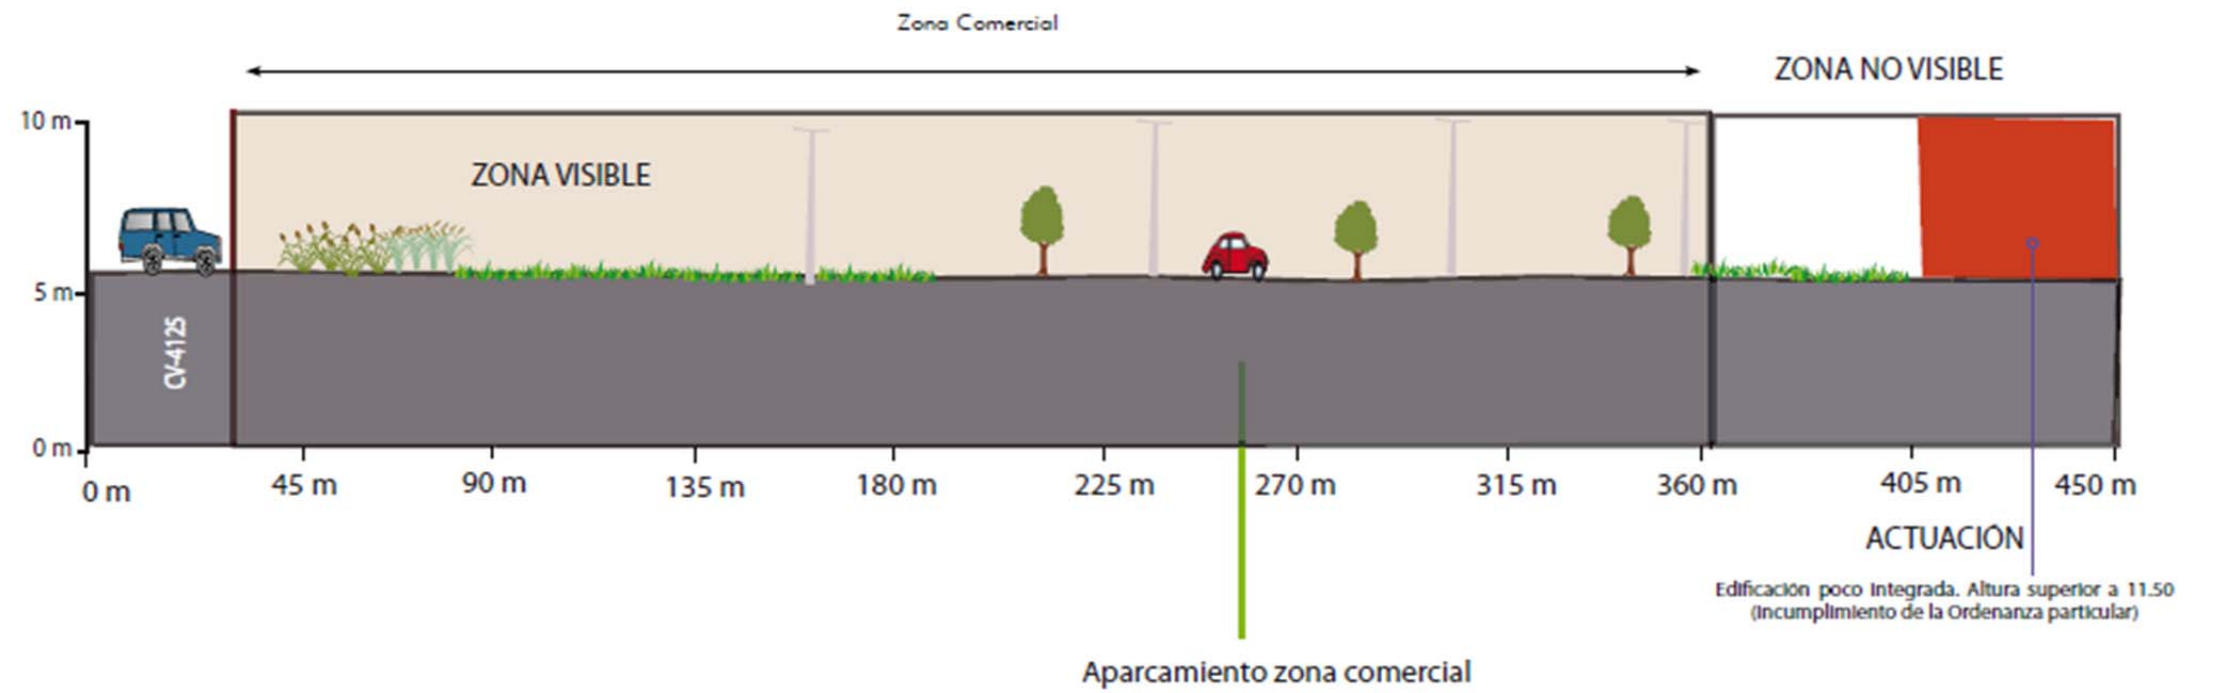 Zona Comercial
ZONA NO VISIBLE
10 m
ZONA VISIBLE
5 m
CV-4125
0 m
0 m
45 m
90 m
135 m
180 m
225 m
270 m
315 m
360 m
405 m
450 m
ACTUACIÓN
Edificación poco Integrada. Altura superior a 11.50
(Incumplimiento de la Ordenanza particular)
Aparcamiento zona comercial